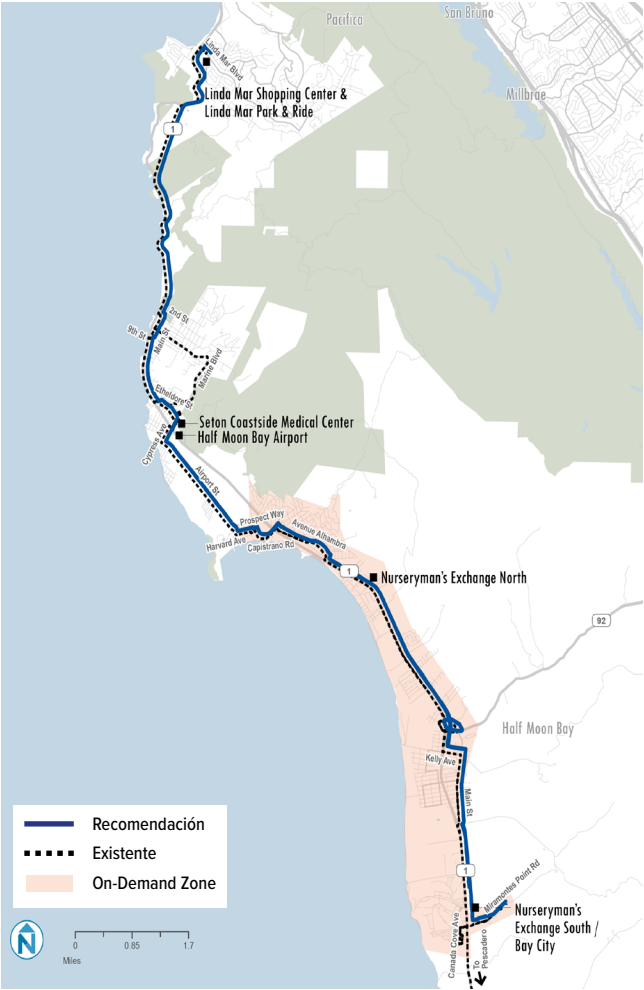 Pacifica
San Bruno
Linda Mar Blvd
Millbrae
Linda Mar Shopping Center &
Linda Mar Park & Ride
1
2nd St
9th St
Main St
Marine Blvd
Etheldore St
Seton Coastside Medical Center
Half Moon Bay Airport
Cypress Ave
Airport St
Prospect Way
Avenue Alhambra
Harvard Ave
Capistrano Rd
1
Nurseryman's Exchange North
92
Half Moon Bay
Kelly Ave
Main St
1
Miramontes Point Rd
Nurseryman's
Exchange South /
Bay City
Canada Cove Ave
To
Pescadero
Recomendación
Existente
On-Demand Zone
N
0 0.85 1.7
Miles